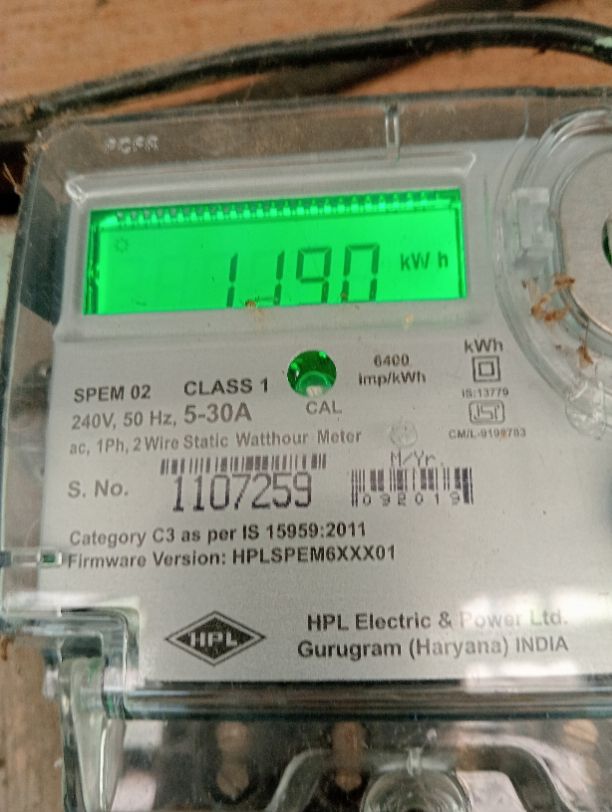 kWh
kWh
6400
imp/kWh
IS:13779
SPEM 02 CLASS 1
CAL
240V, 50 Hz, 5-30A
CM/L-9199783
ac, 1Ph, 2 Wire Static Watthour Meter
M/Yr.
S. No. 1107259
092019
Category C3 as per IS 15959:2011
Firmware Version: HPLSPEM6XXX01
HPL
HPL Electric & Power Ltd.
Gurugram (Haryana) INDIA